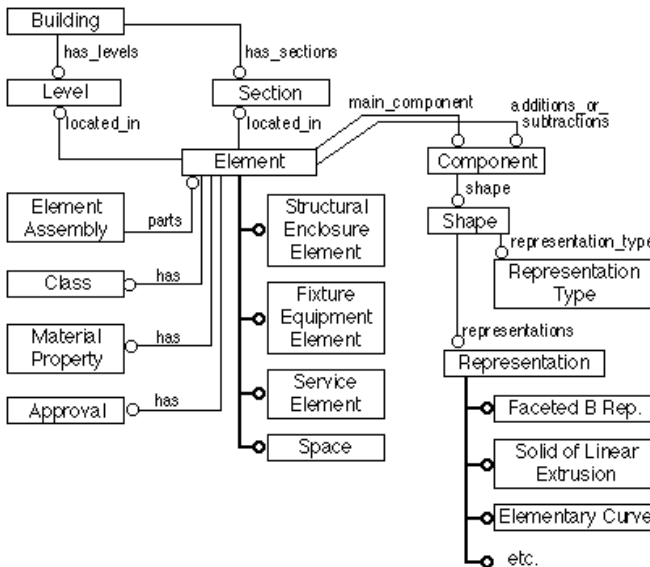 Building
has_levels
has_sections
Level
Section
main_component
additions_or_
subtractions
located_in
located_in
Element
Component
shape
Element
Assembly
parts
Structural
Enclosure
Element
Shape
representation_type
Representation
Type
Class
has
Fixture
Equipment
Element
Material
Property
has
representations
Representation
Service
Element
Approval
has
Faceted B Rep.
Space
Solid of Linear
Extrusion
Elementary Curve
etc.